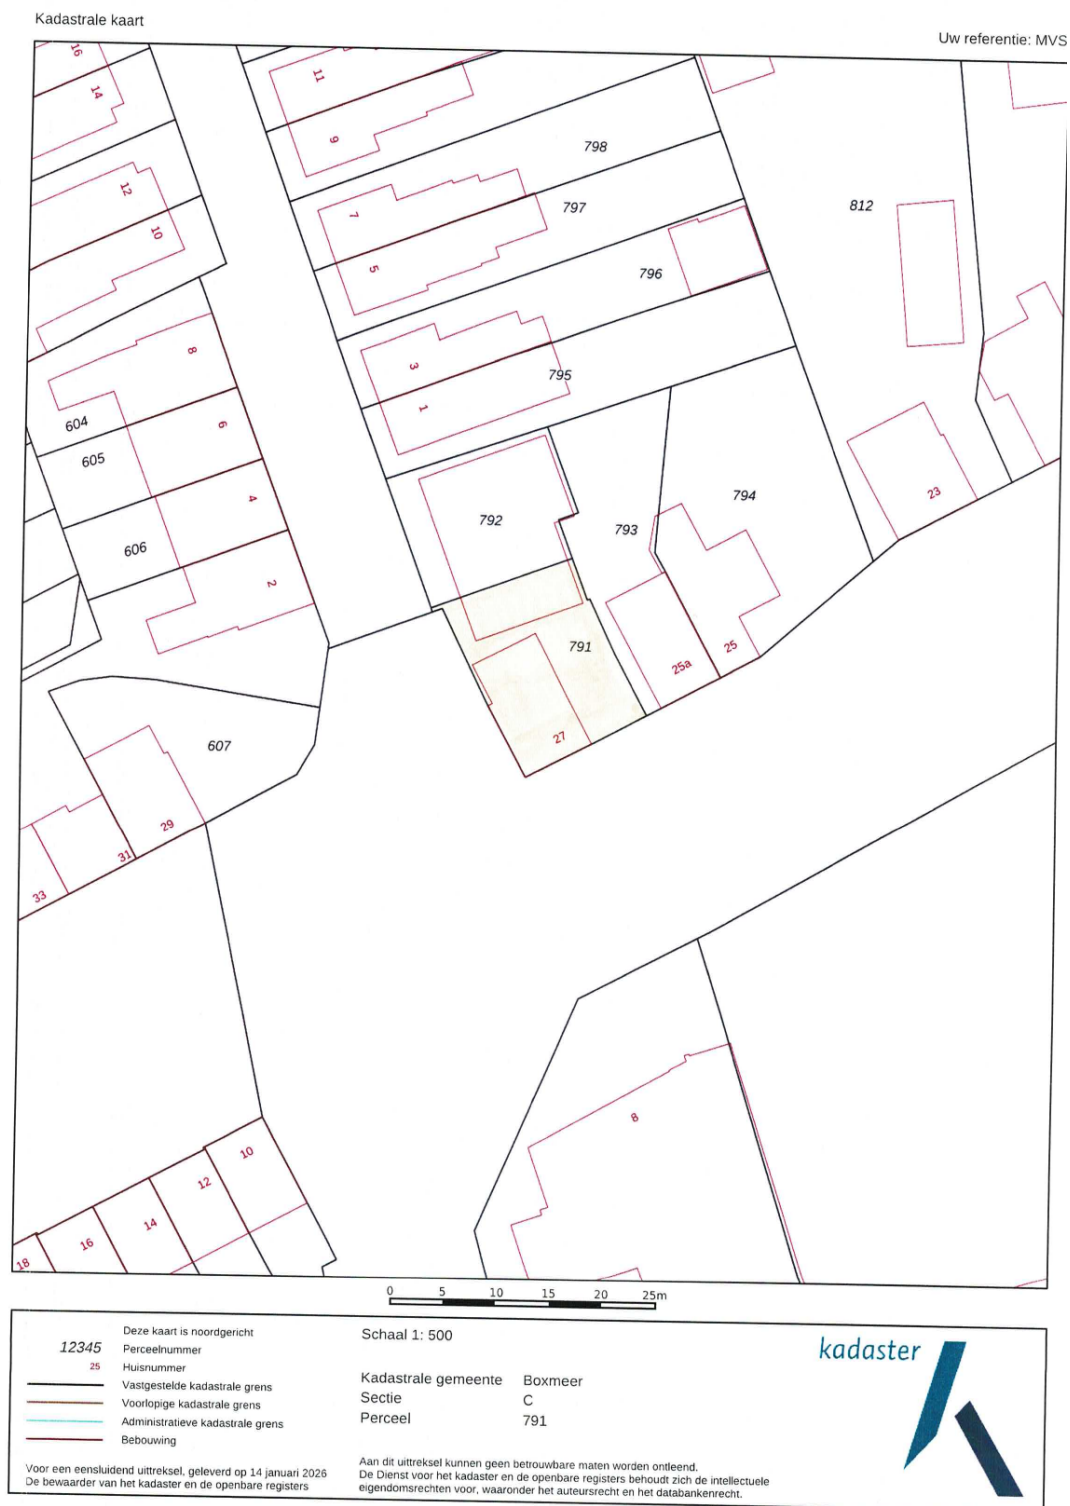 Kadastrale kaart
Uw referentie: MVS
16
14
12
10
11
9
7
5
3
1
798
797
796
795
812
8
6
4
2
604
605
606
607
792
793
794
791
23
25
25a
27
29
31
33
8
10
12
14
16
18
0 5 10 15 20 25m
Deze kaart is noordgericht
12345 Perceelnummer
25 Huisnummer
Vastgestelde kadastrale grens
Voorlopige kadastrale grens
Administratieve kadastrale grens
Bebouwing
Voor een eensluidend uittreksel, geleverd op 14 januari 2026
De bewaarder van het kadaster en de openbare registers
Schaal 1: 500
Kadastrale gemeente Boxmeer
Sectie C
Perceel 791
Aan dit uittreksel kunnen geen betrouwbare maten worden ontleend.
De Dienst voor het kadaster en de openbare registers behoudt zich de intellectuele
eigendomsrechten voor, waaronder het auteursrecht en het databankenrecht.
kadaster